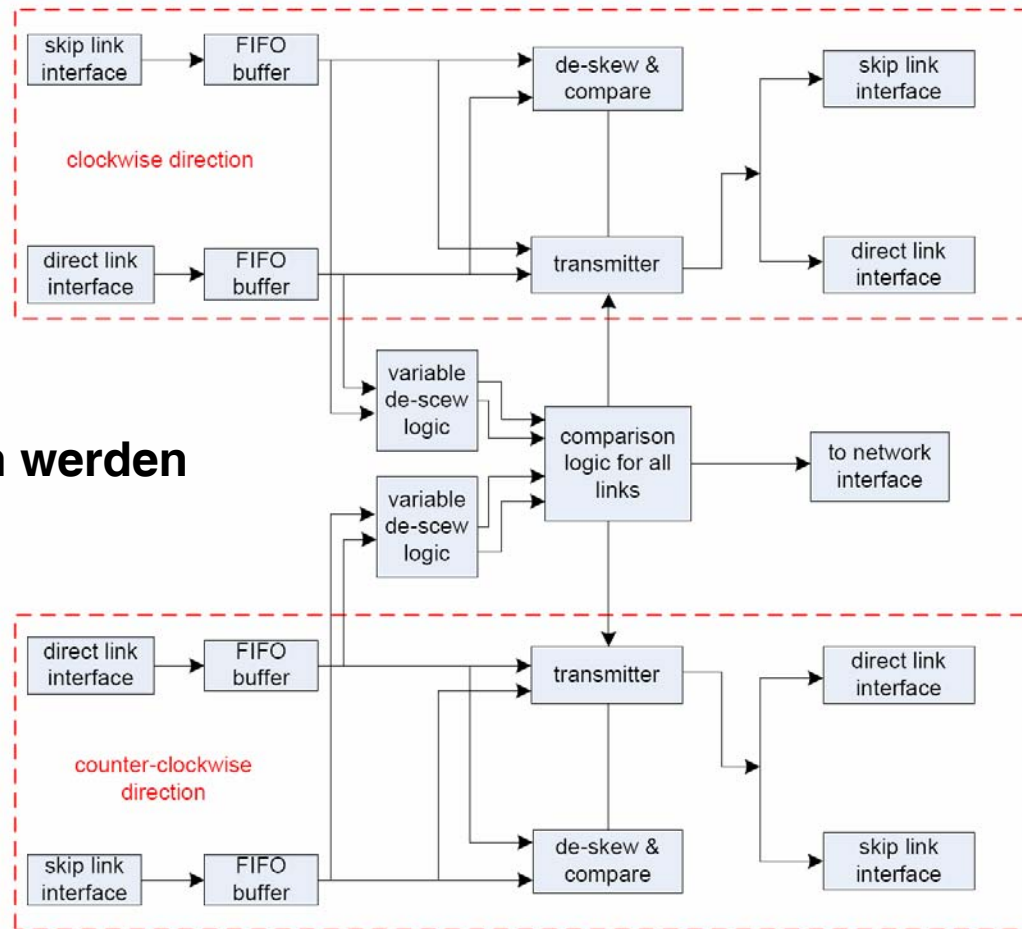 skip link
interface
FIFO
buffer
de-skew &
compare
skip link
interface
clockwise direction
direct link
interface
FIFO
buffer
transmitter
direct link
interface
variable
de-scew
logic
werden
comparison
logic for all
links
to network
interface
variable
de-scew
logic
direct link
interface
FIFO
buffer
transmitter
direct link
interface
counter-clockwise
direction
skip link
interface
FIFO
buffer
de-skew &
compare
skip link
interface